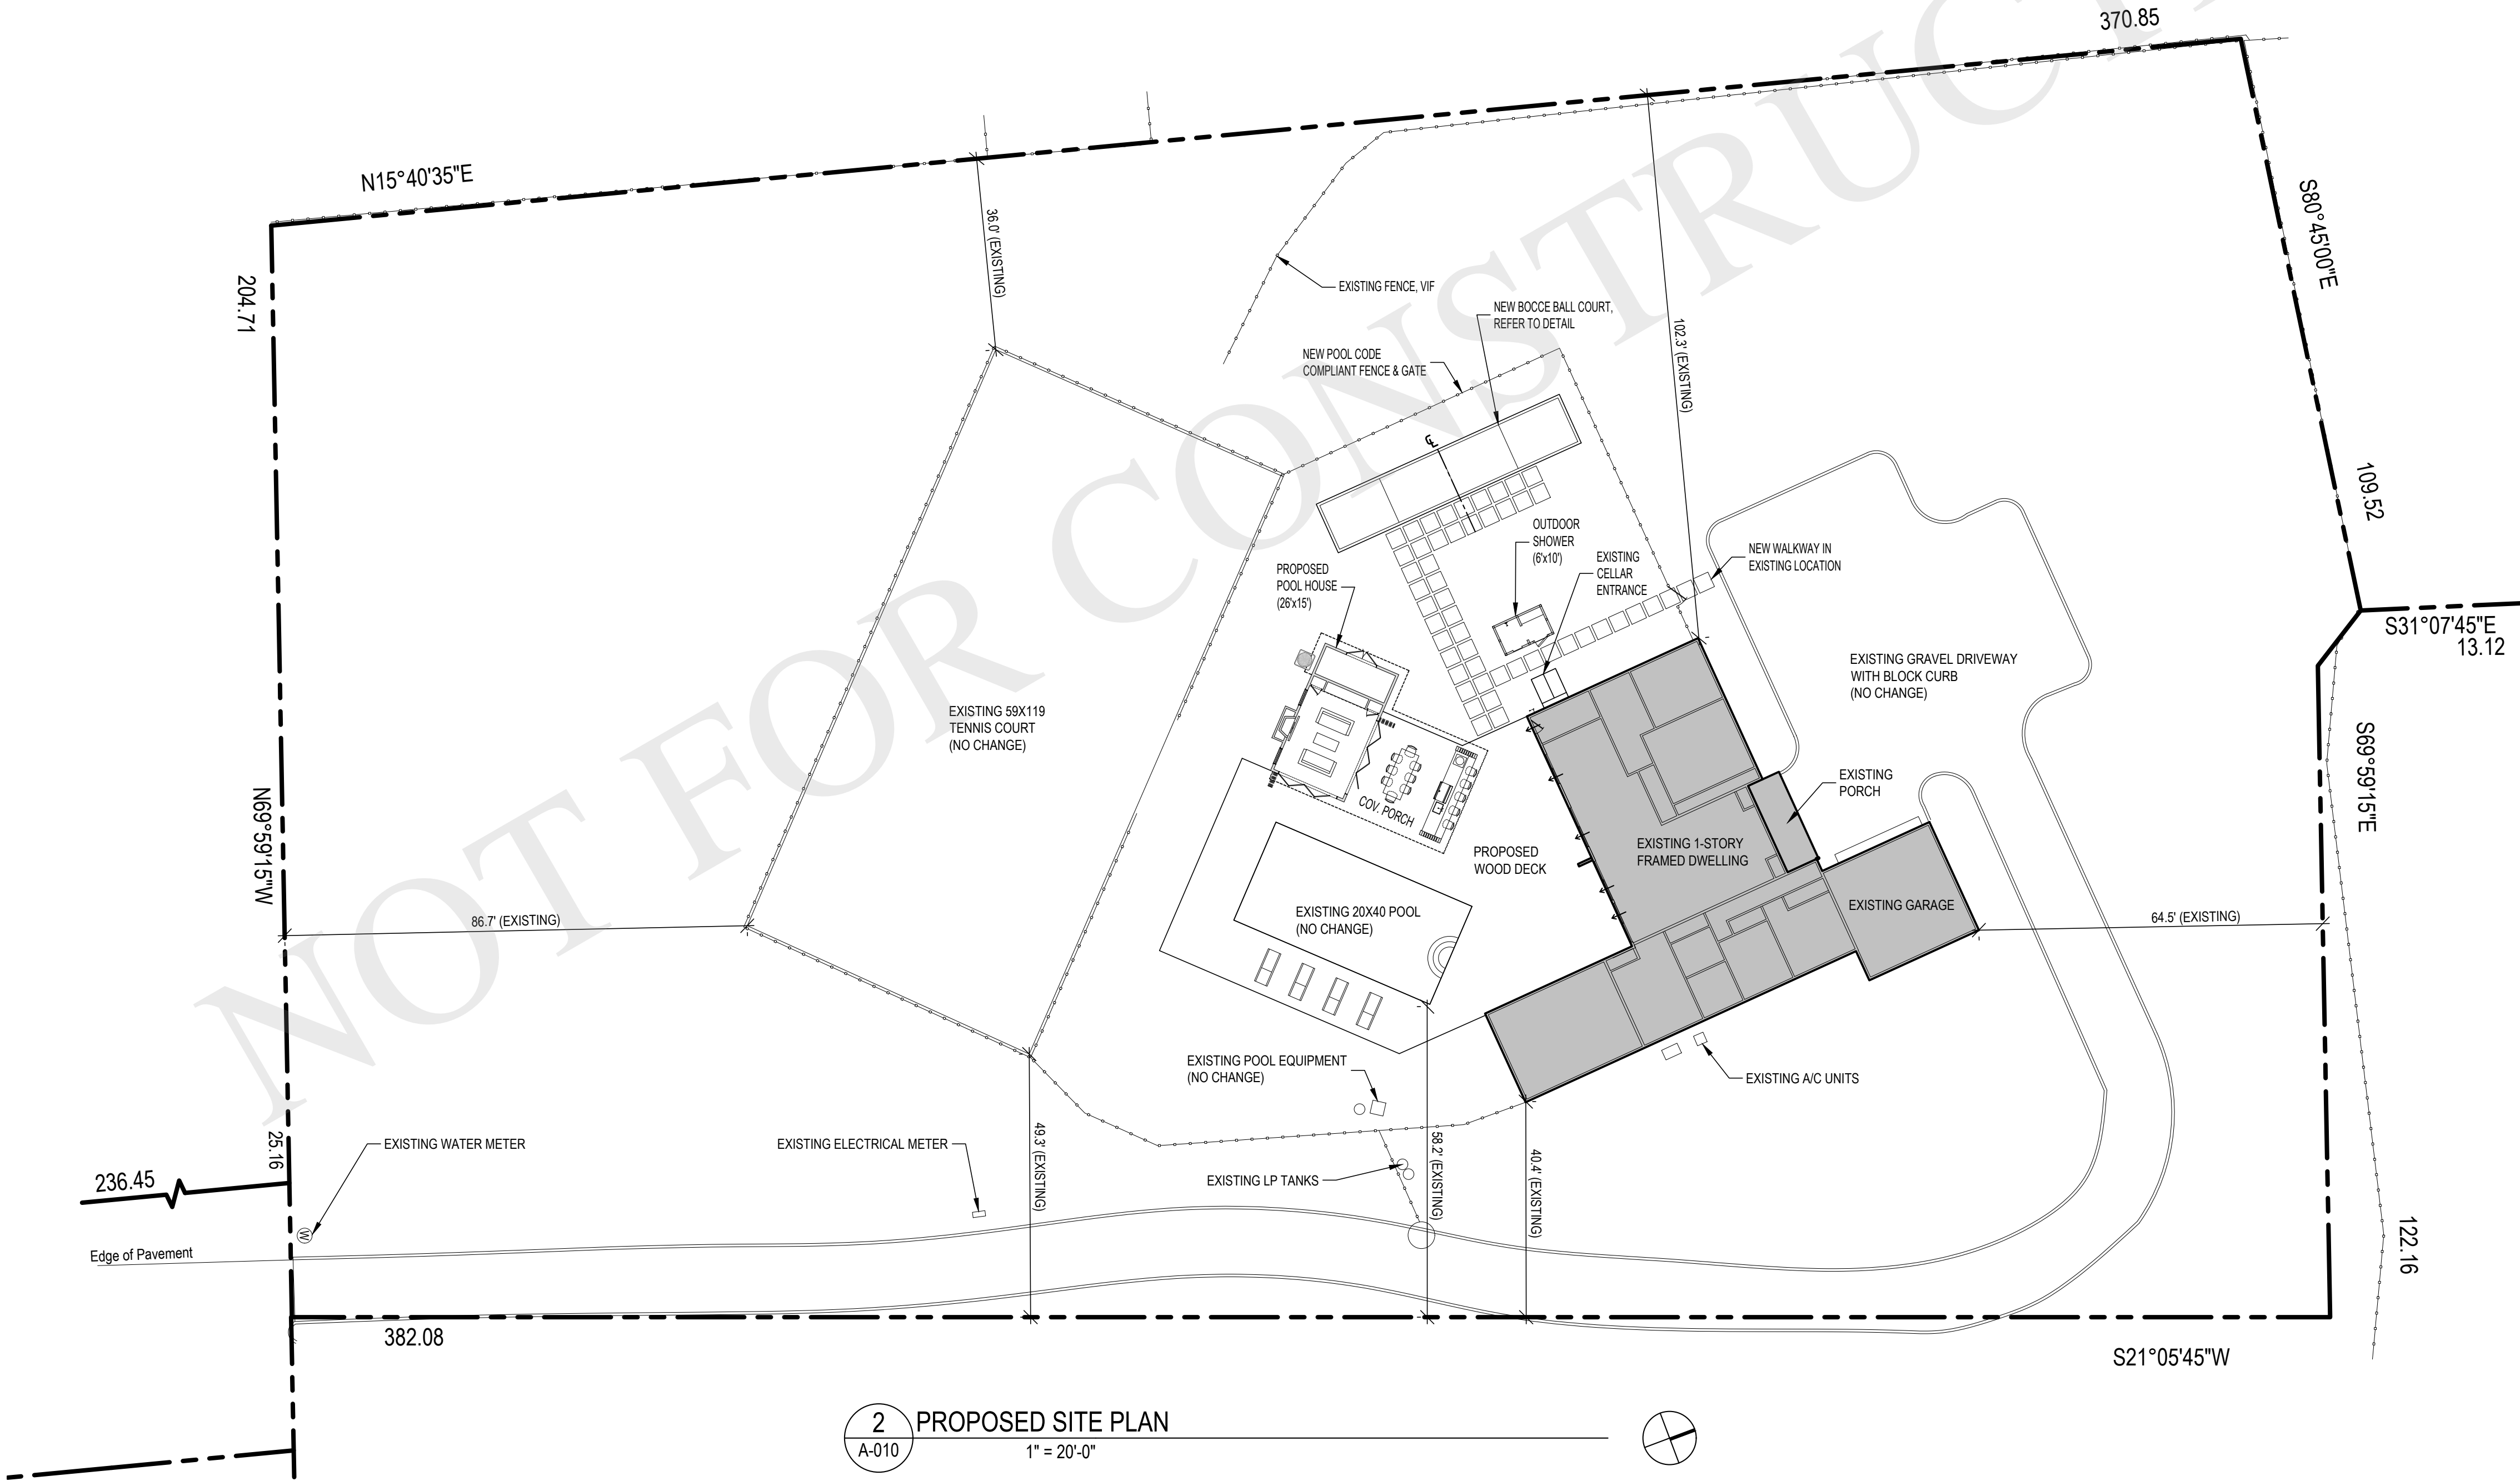 370.85
N15°40'35"E
S80°45'00"E
204.71
36.0' (EXISTING)
EXISTING FENCE, VIF
NEW BOCCE BALL COURT,
REFER TO DETAIL
102.3' (EXISTING)
NEW POOL CODE
COMPLIANT FENCE & GATE
CL
109.52
OUTDOOR
SHOWER
(6'x10')
EXISTING
CELLAR
ENTRANCE
NEW WALKWAY IN
EXISTING LOCATION
PROPOSED
POOL HOUSE
(26'x15')
S31°07'45"E
13.12
EXISTING GRAVEL DRIVEWAY
WITH BLOCK CURB
(NO CHANGE)
EXISTING 59X119
TENNIS COURT
(NO CHANGE)
S69°59'15"E
EXISTING
PORCH
COV. PORCH
N69°59'15"W
EXISTING 1-STORY
FRAMED DWELLING
PROPOSED
WOOD DECK
EXISTING GARAGE
86.7' (EXISTING)
EXISTING 20X40 POOL
(NO CHANGE)
64.5' (EXISTING)
EXISTING POOL EQUIPMENT
(NO CHANGE)
EXISTING A/C UNITS
25.16
EXISTING WATER METER
EXISTING ELECTRICAL METER
49.3' (EXISTING)
58.2' (EXISTING)
40.4' (EXISTING)
236.45
EXISTING LP TANKS
W
Edge of Pavement
122.16
382.08
S21°05'45"W
2
A-010
PROPOSED SITE PLAN
1" = 20'-0"
NOT FOR CONSTRUCTI